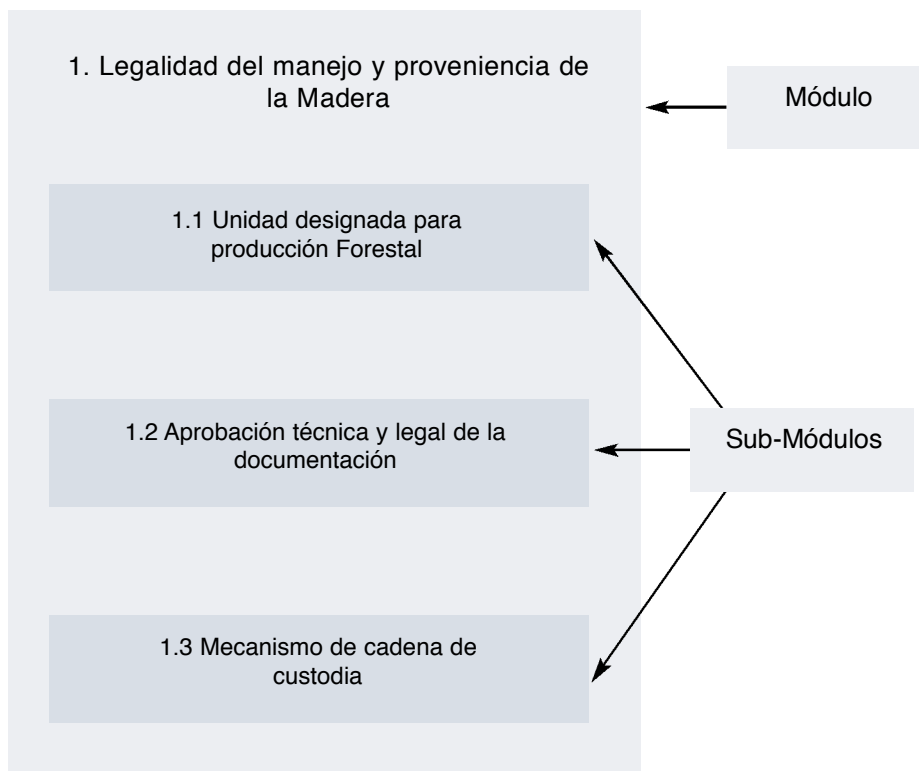 1. Legalidad del manejo y proveniencia de
la Madera
Módulo
1.1 Unidad designada para
producción Forestal
1.2 Aprobación técnica y legal de la
documentación
Sub-Módulos
1.3 Mecanismo de cadena de
custodia